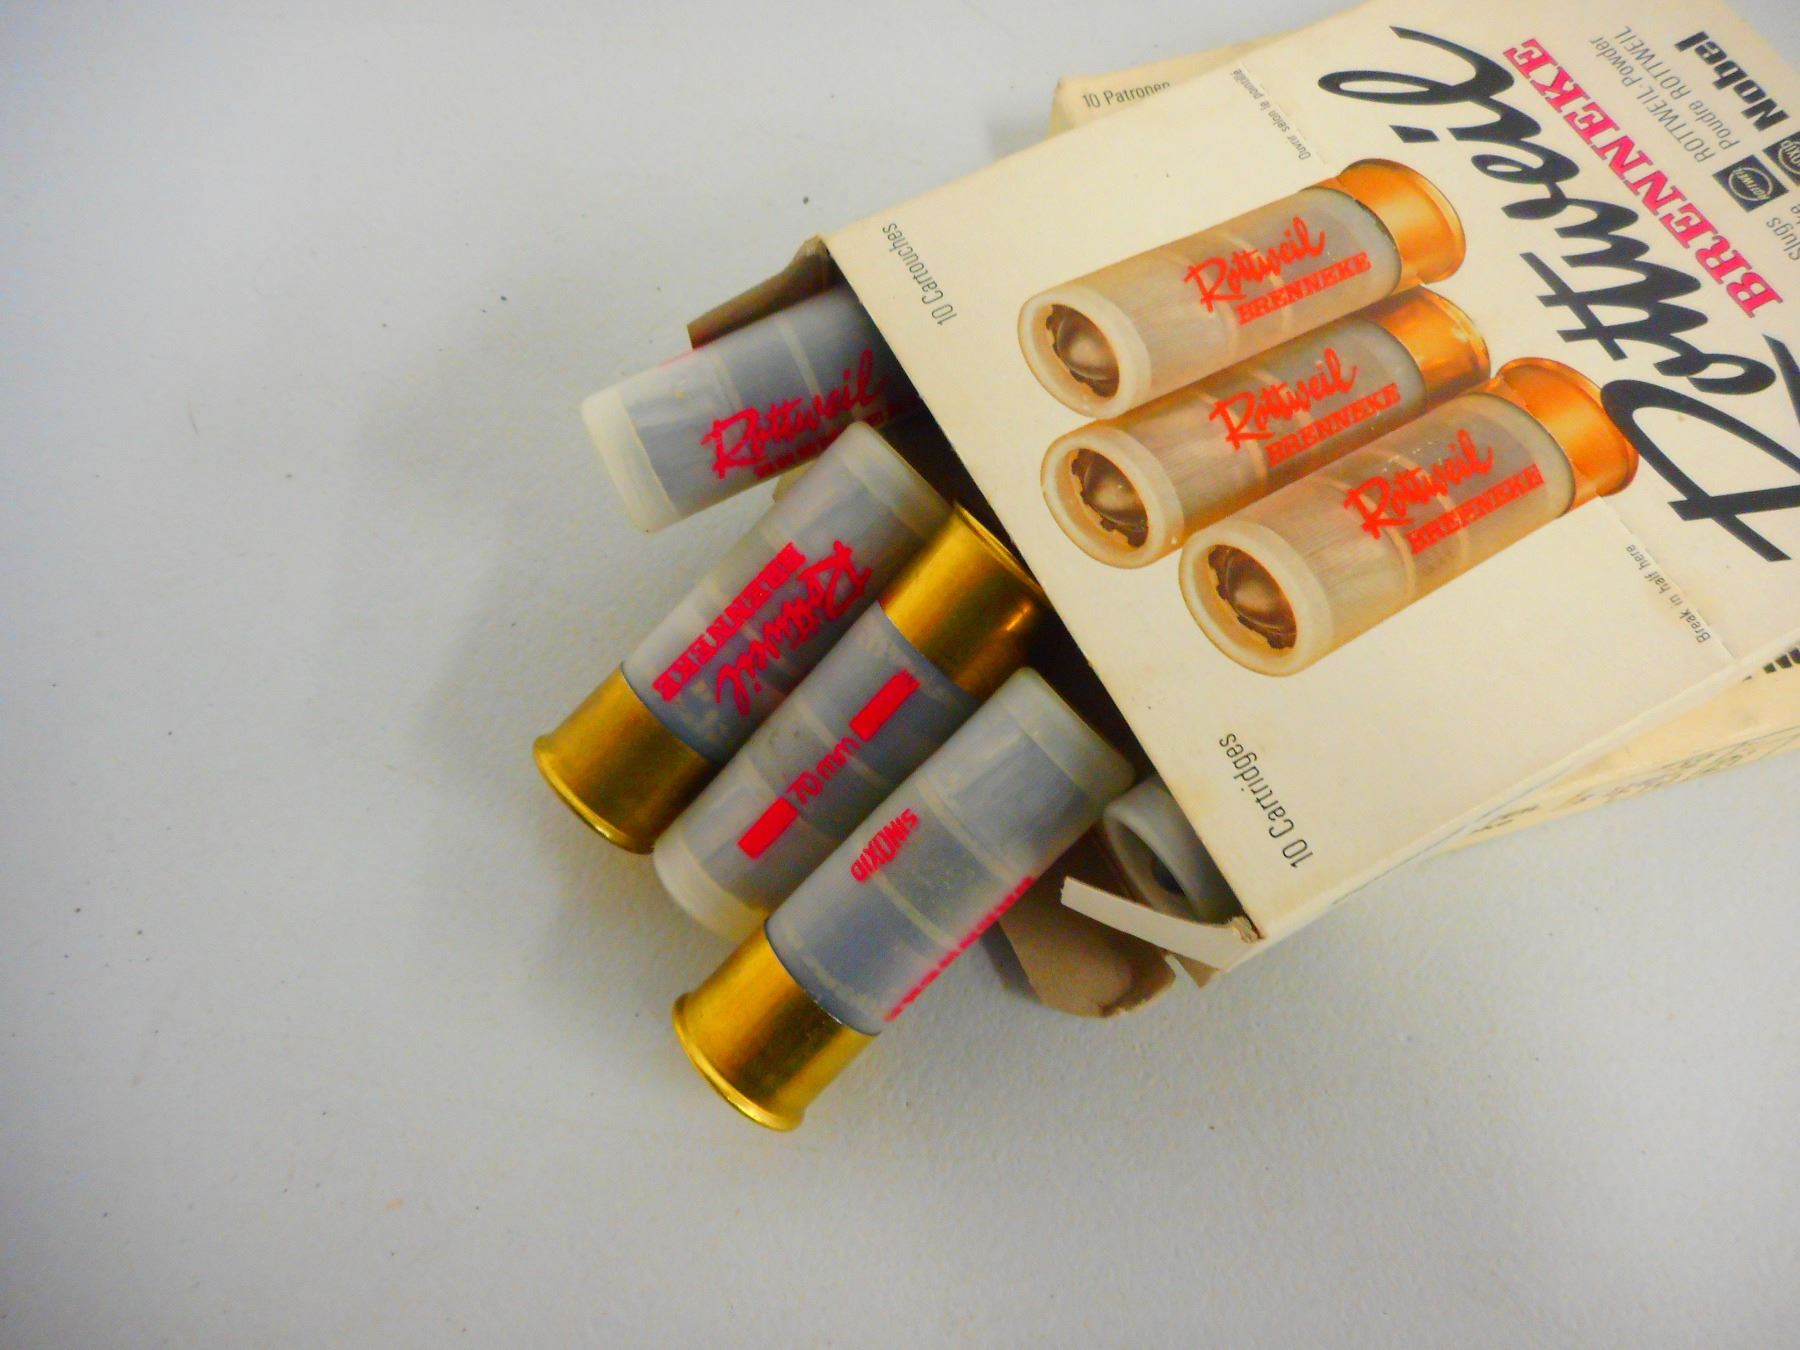 Rottweil
BRENNEKE
ROTTWEIL-Powder
Poudre ROTTWEIL
Nobel
Rottweil
Slugs
10 Patronen
Ouvrir selon le pointillé
10 Cartouches
Rottweil
BRENNEKE
Rottweil
BRENNEKE
Rottweil
BRENNEKE
Break in half here
10 Cartridges
Rottweil
Rottweil
BRENNEKE
70 mm
SINOXID